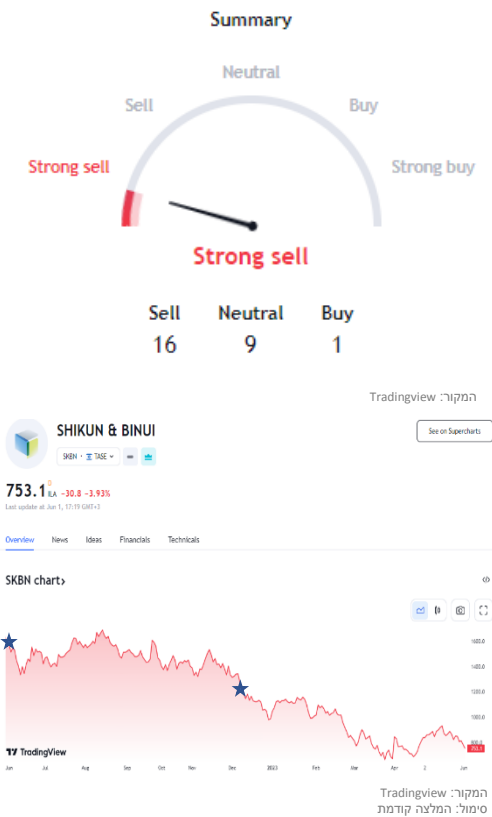 Summary
Neutral
Sell Buy
Strong sell Strong buy
Strong sell
Sell Neutral Buy
16 9 1
המקור: Tradingview
SHIKUN & BINUI
See on Supercharts
SKBN • TASE
753.1 D ILA −30.8 −3.93%
Last update at Jun 1, 17:19 GMT+3
Overview News Ideas Financials Technicals
SKBN chart›
1600.0
1400.0
1200.0
1000.0
800.0
753.1
TradingView
Jun Jul Aug Sep Oct Nov Dec 2023 Feb Mar Apr 2 Jun
המקור: Tradingview
סימול: המלצה קודמת